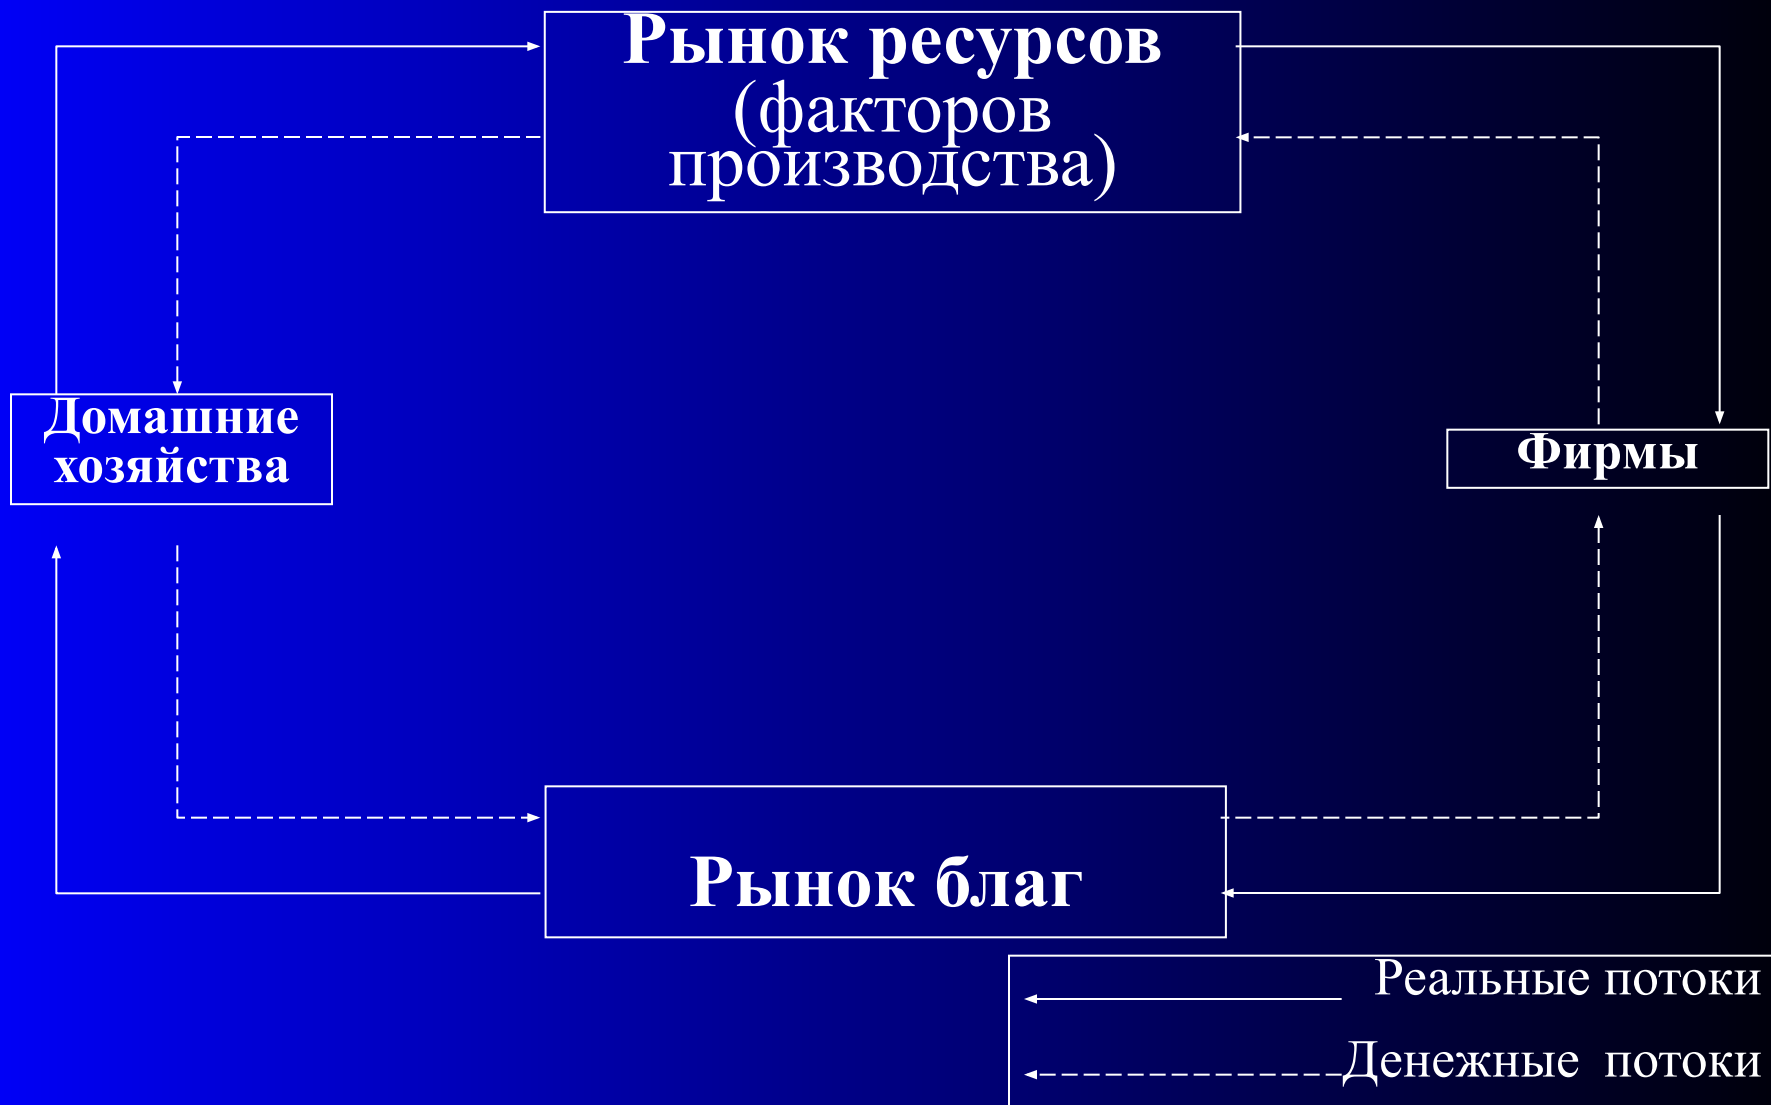 Рынок ресурсов
(факторов
производства)
Домашние
хозяйства
Фирмы
Рынок благ
Реальные потоки
Денежные потоки